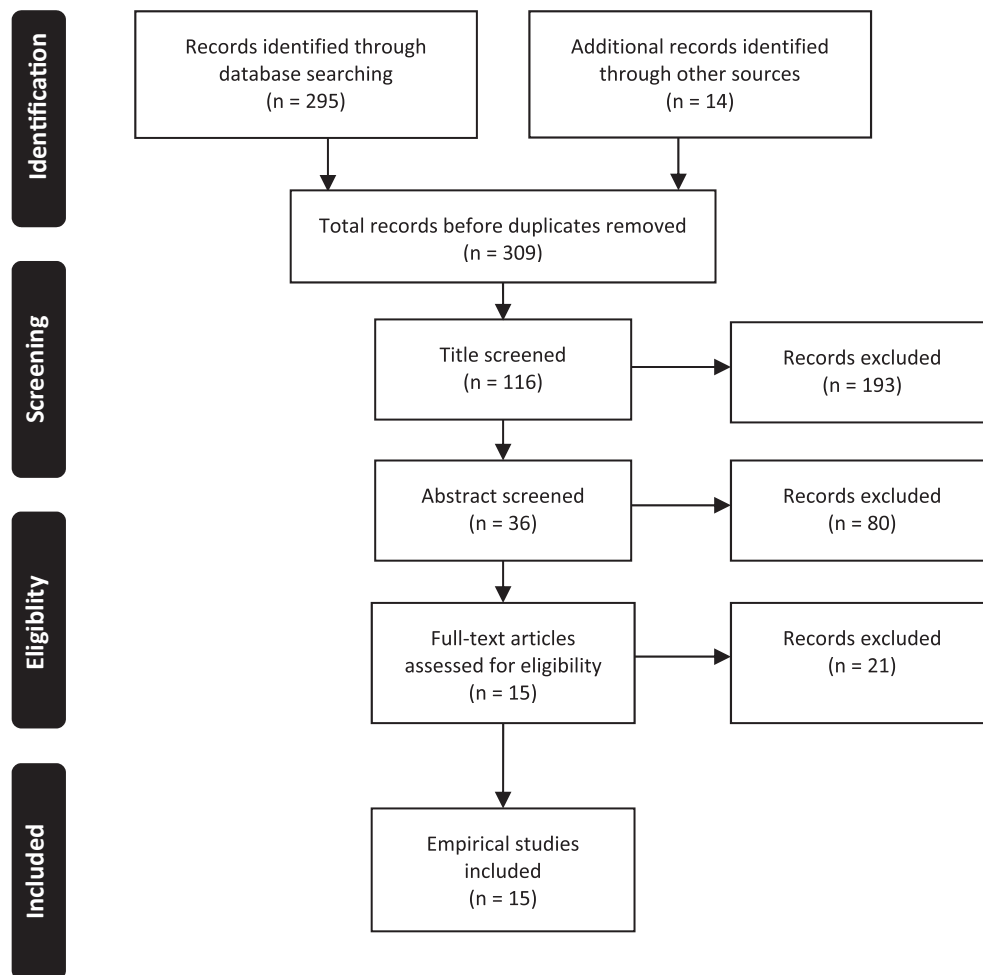 Identification
Records identified through
database searching
(n = 295)
Additional records identified
through other sources
(n = 14)
Total records before duplicates removed
(n = 309)
Screening
Title screened
(n = 116)
Records excluded
(n = 193)
Abstract screened
(n = 36)
Records excluded
(n = 80)
Eligiblity
Full-text articles
assessed for eligibility
(n = 15)
Records excluded
(n = 21)
Included
Empirical studies
included
(n = 15)